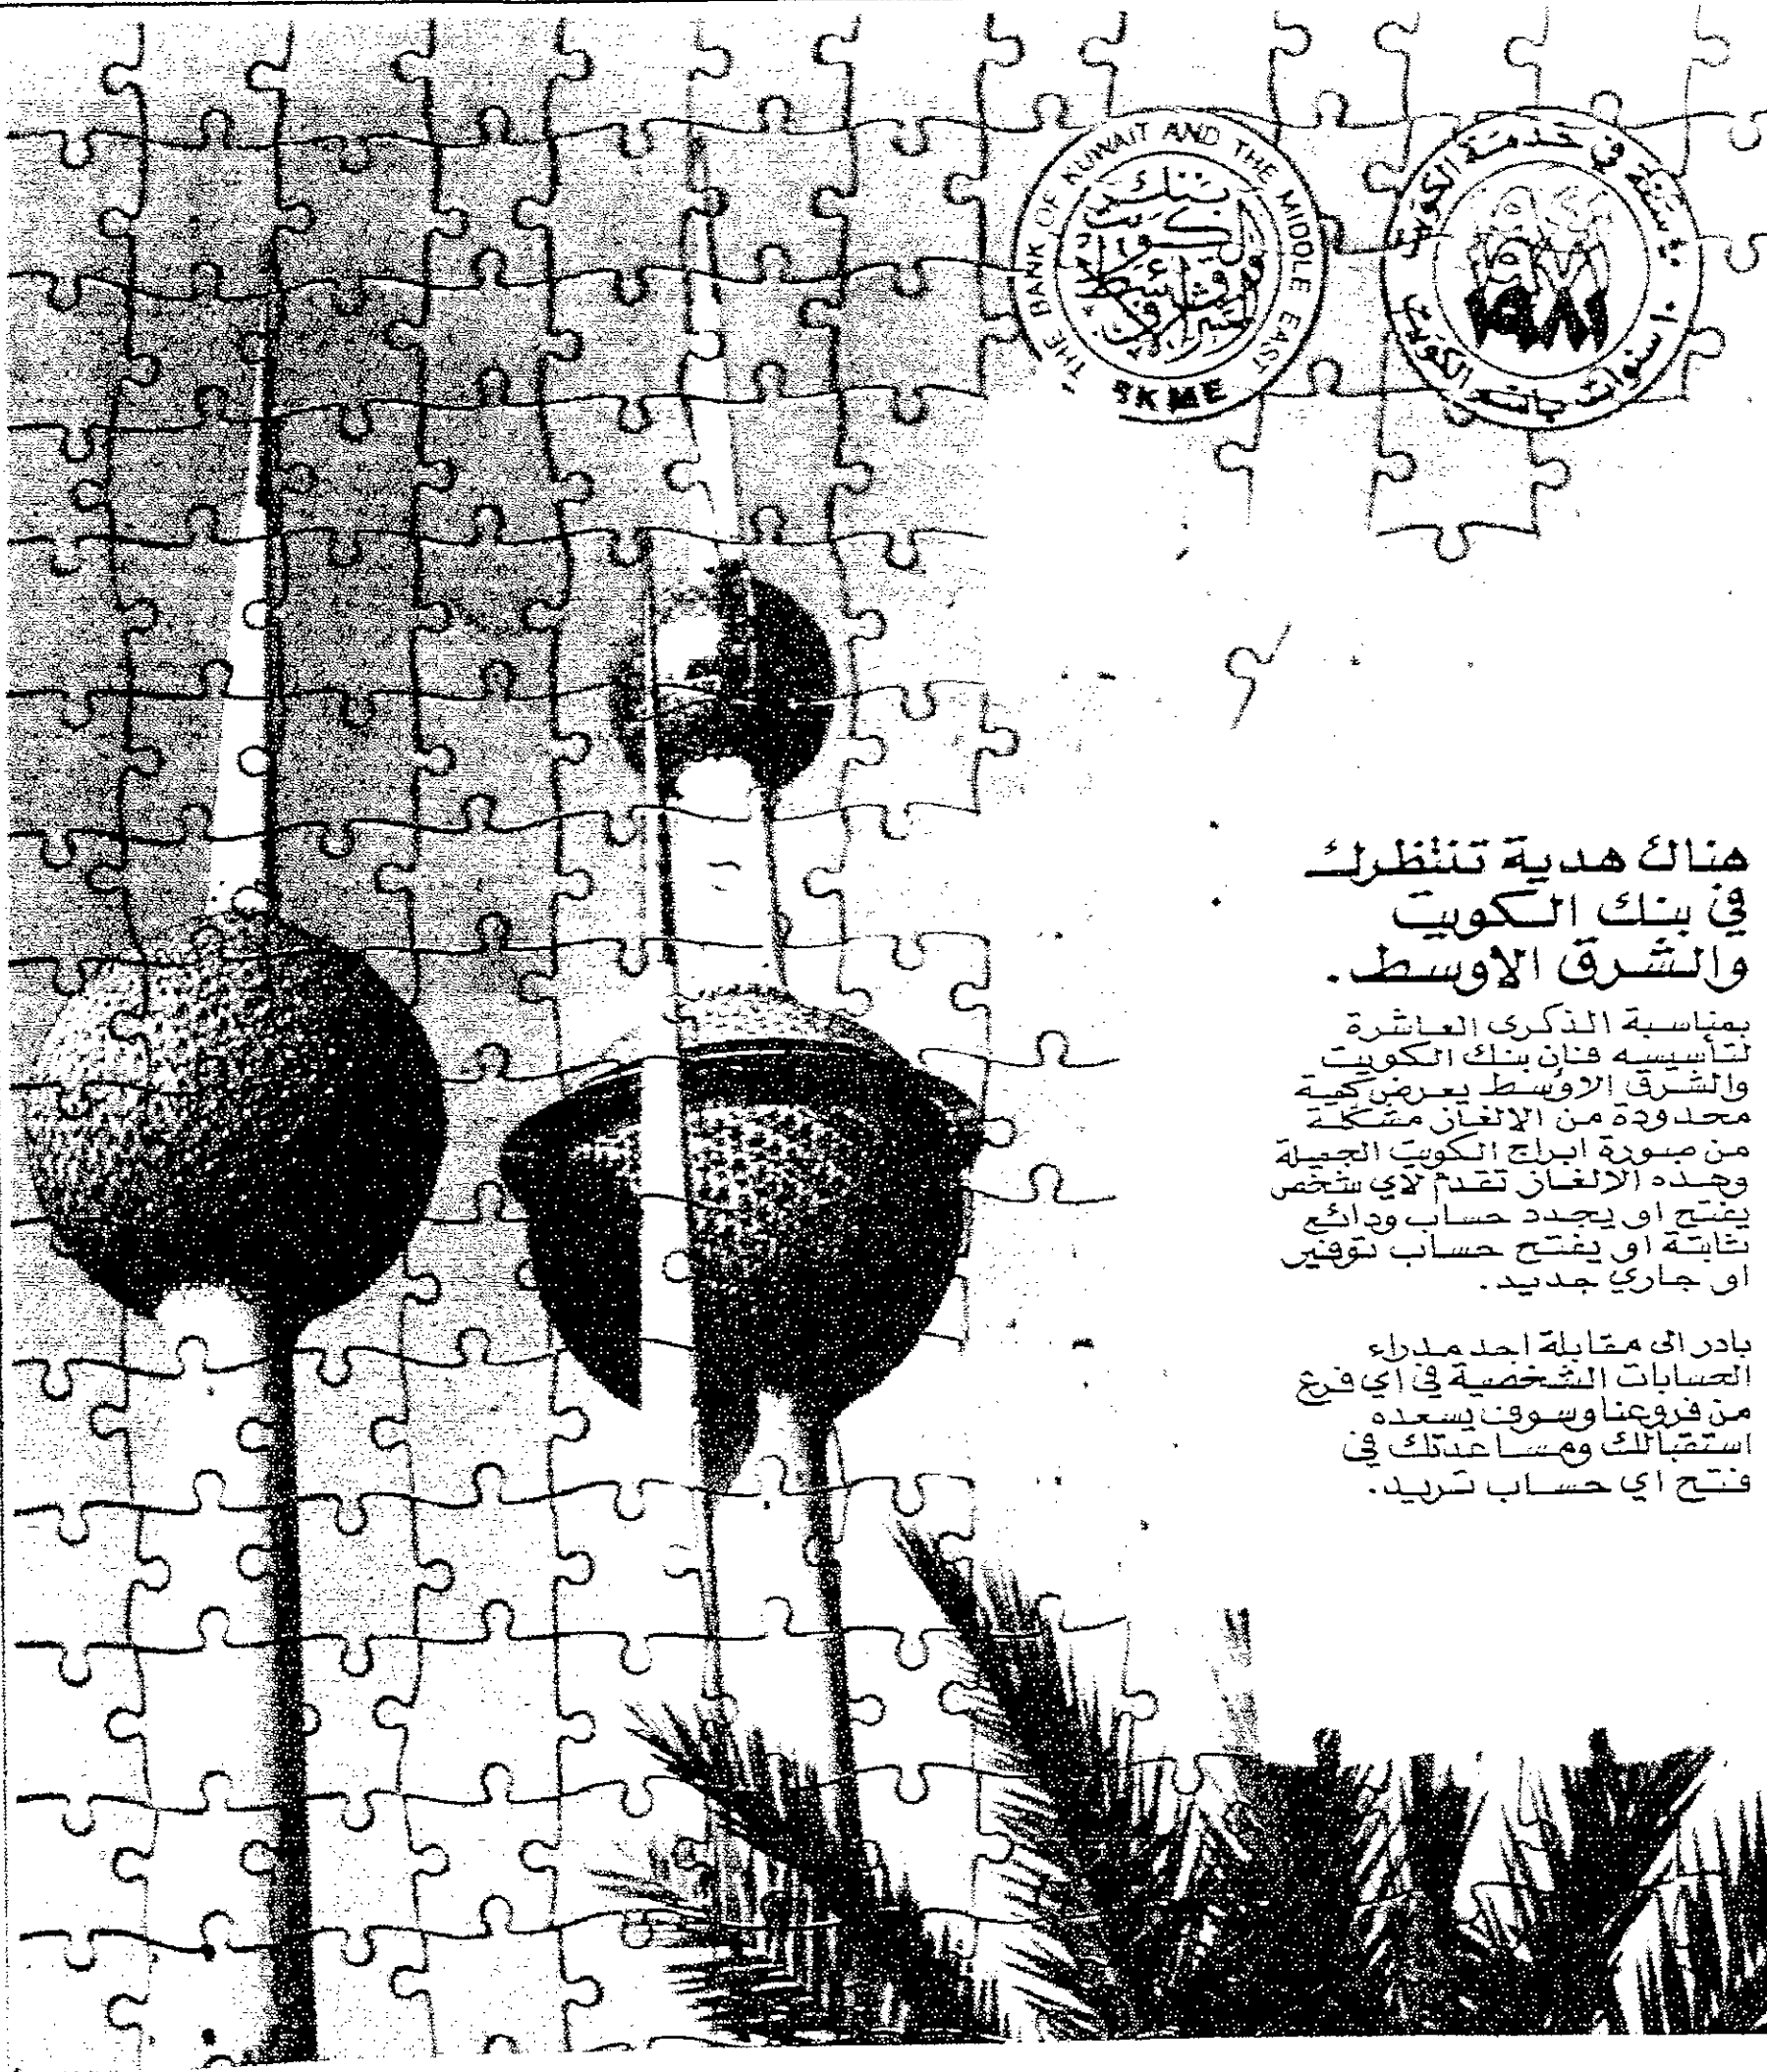 THE BANK OF KUWAIT AND THE MIDDLE EAST
بنك الكويت والشرق الاوسط
BKME
سنة في خدمة الكويت
١٩٨١
١٠ سنوات باسم الكويت
هناك هدية تنتظرك
في بنك الكويت
والشرق الاوسط.
بمناسبة الذكرى العاشرة
لتأسيسه فان بنك الكويت
والشرق الاوسط يعرض كمية
محدودة من الالغاز مشكلة
من صورة ابراج الكويت الجميلة
وهذه الالغاز تقدم لاي شخص
يفتح او يجدد حساب ودائع
ثابتة او يفتح حساب توفير
او جاري جديد.
بادر الى مقابلة احد مدراء
الحسابات الشخصية في اي فرع
من فروعنا وسوف يسعده
استقبالك ومساعدتك في
فتح اي حساب تريد.